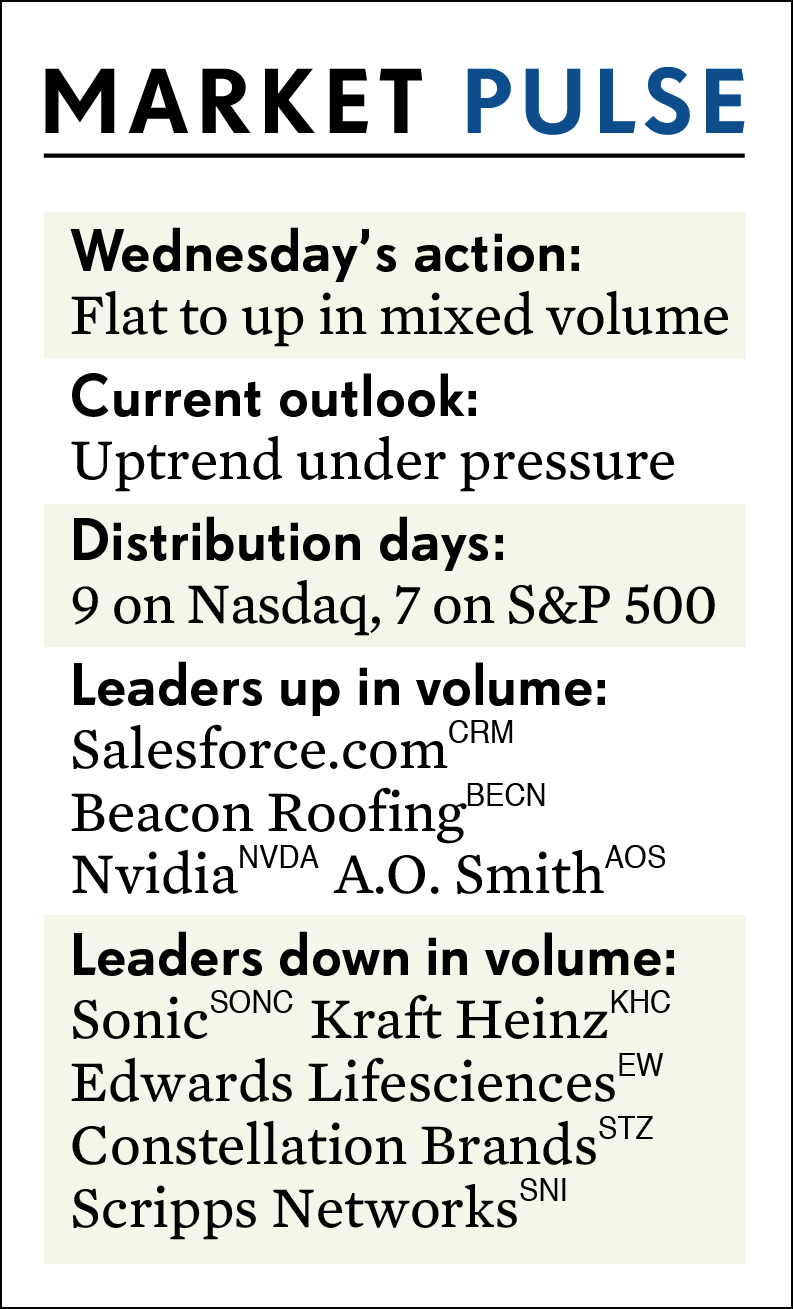 MARKET PULSE
Wednesday’s action:
Flat to up in mixed volume
Current outlook:
Uptrend under pressure
Distribution days:
9 on Nasdaq, 7 on S&P 500
Leaders up in volume:
Salesforce.com CRM
Beacon Roofing BECN
Nvidia NVDA A.O. Smith AOS
Leaders down in volume:
Sonic SONC Kraft Heinz KHC
Edwards Lifesciences EW
Constellation Brands STZ
Scripps Networks SNI